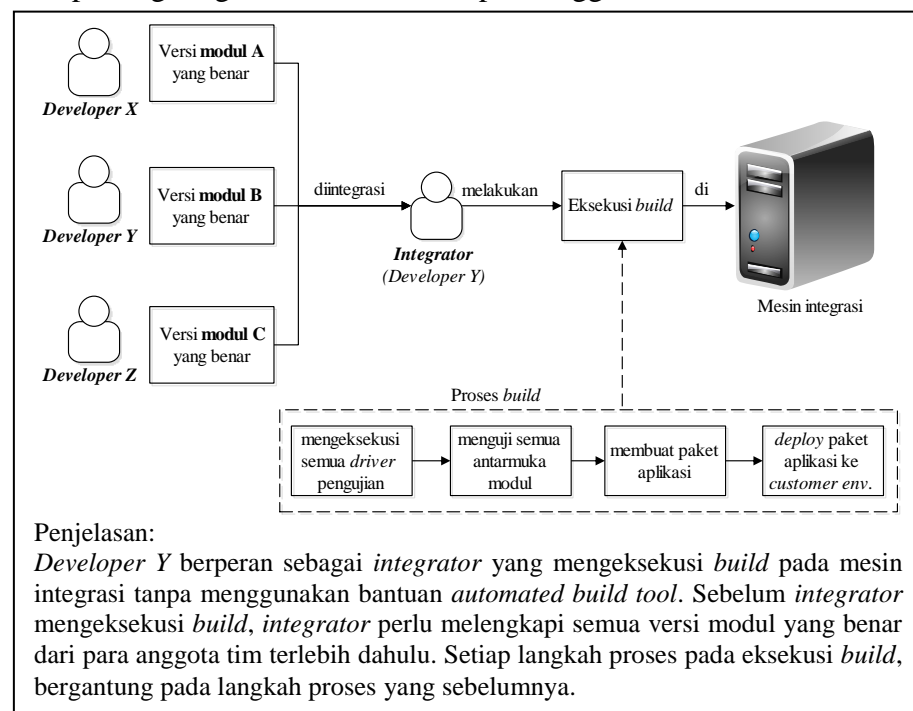 Versi modul A
yang benar
Developer X
Versi modul B
yang benar
Developer Y
Versi modul C
yang benar
Developer Z
diintegrasi
Integrator
(Developer Y)
melakukan
Eksekusi build
di
Mesin integrasi
Proses build
mengeksekusi
semua driver
pengujian
menguji semua
antarmuka
modul
membuat paket
aplikasi
deploy paket
aplikasi ke
customer env.
Penjelasan:
Developer Y berperan sebagai integrator yang mengeksekusi build pada mesin
integrasi tanpa menggunakan bantuan automated build tool. Sebelum integrator
mengeksekusi build, integrator perlu melengkapi semua versi modul yang benar
dari para anggota tim terlebih dahulu. Setiap langkah proses pada eksekusi build,
bergantung pada langkah proses yang sebelumnya.